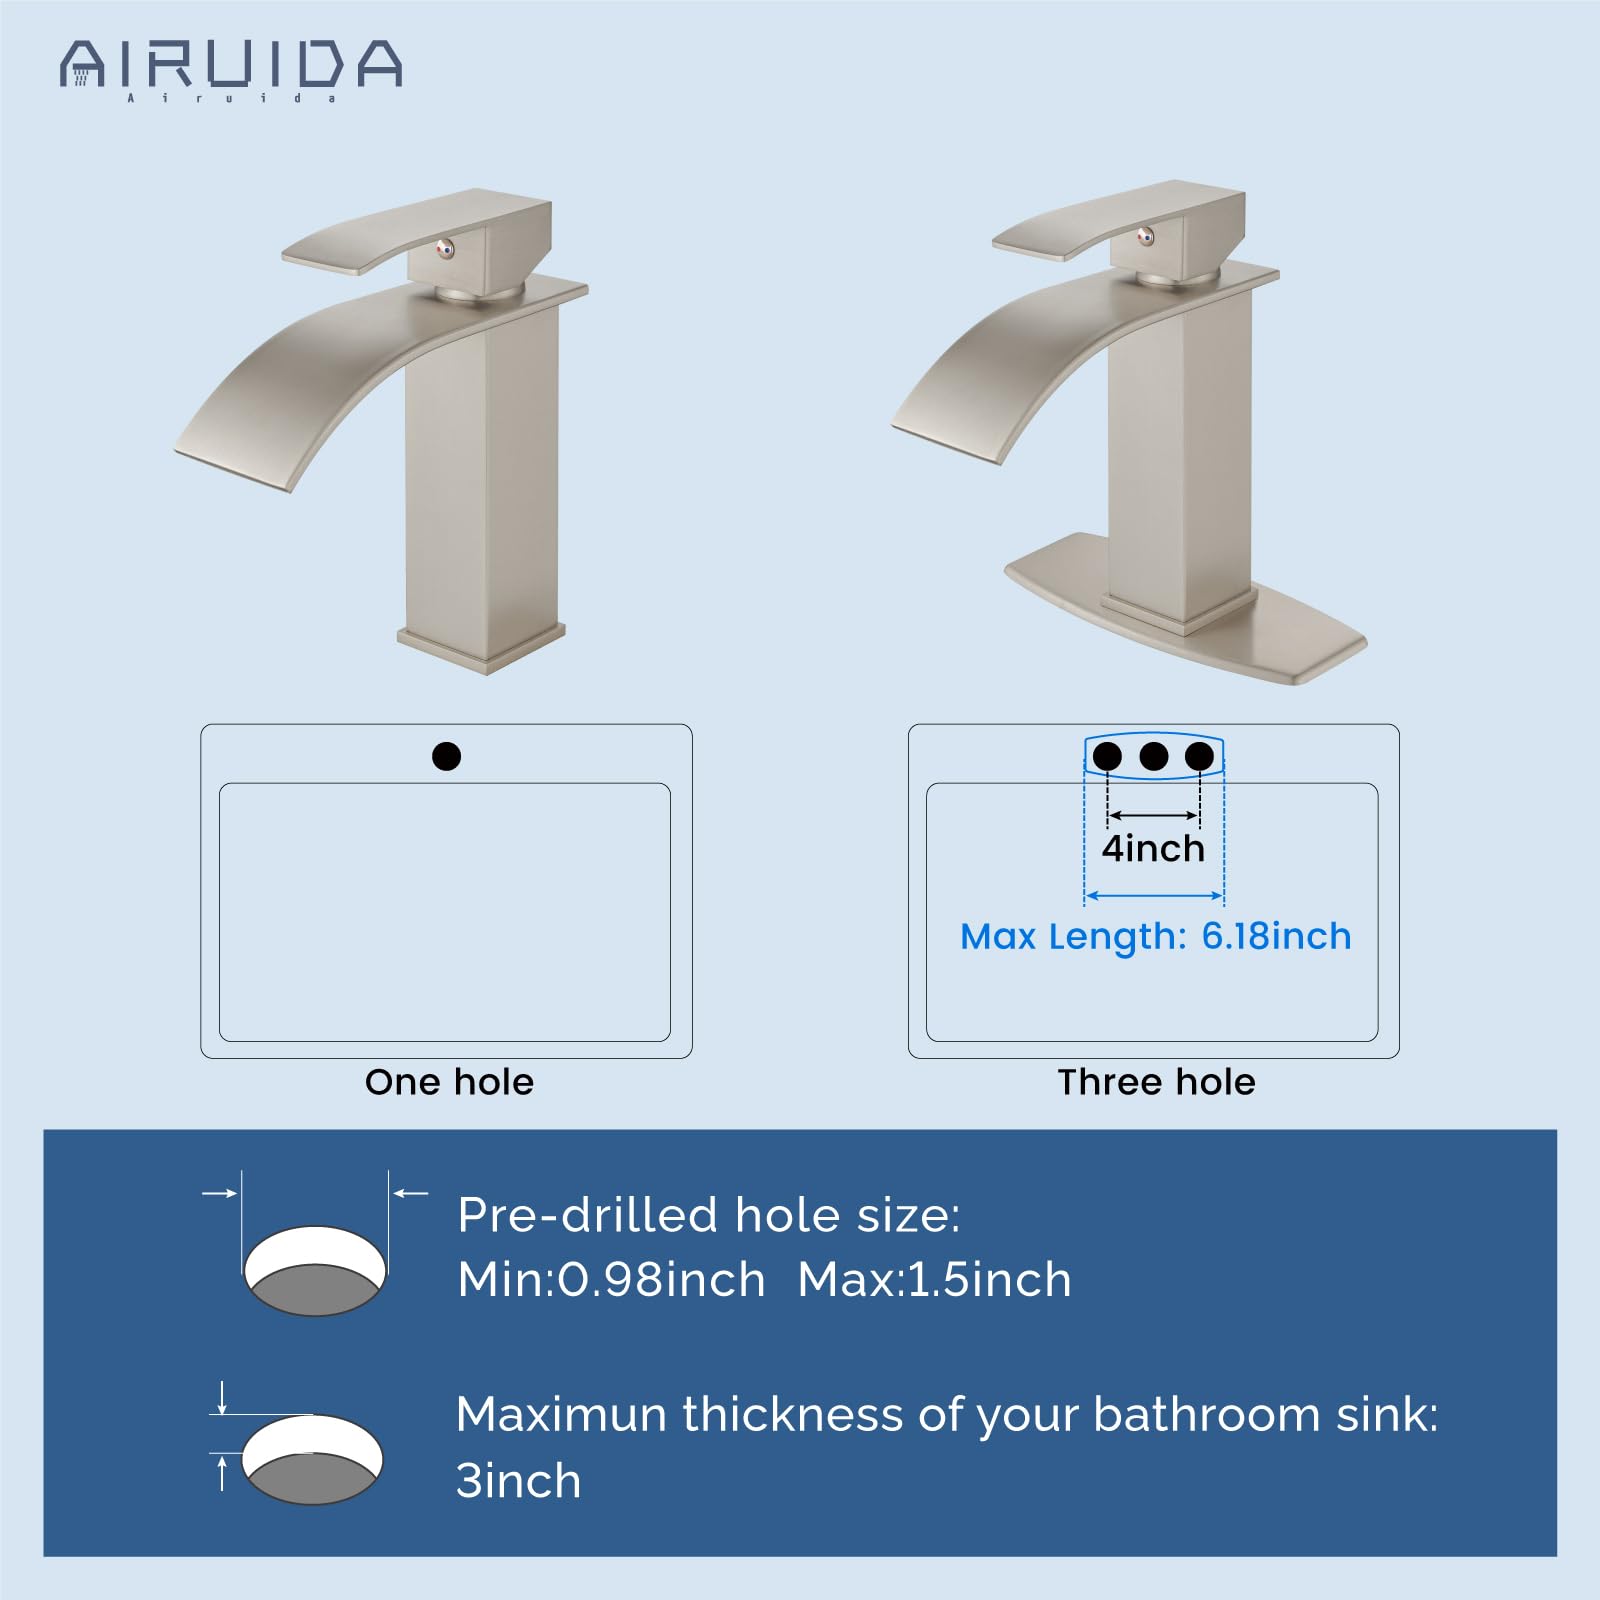 AIRUIDA
Airuida
4inch
Max Length: 6.18inch
One hole
Three hole
Pre-drilled hole size:
Min:0.98inch Max:1.5inch
Maximun thickness of your bathroom sink:
3inch